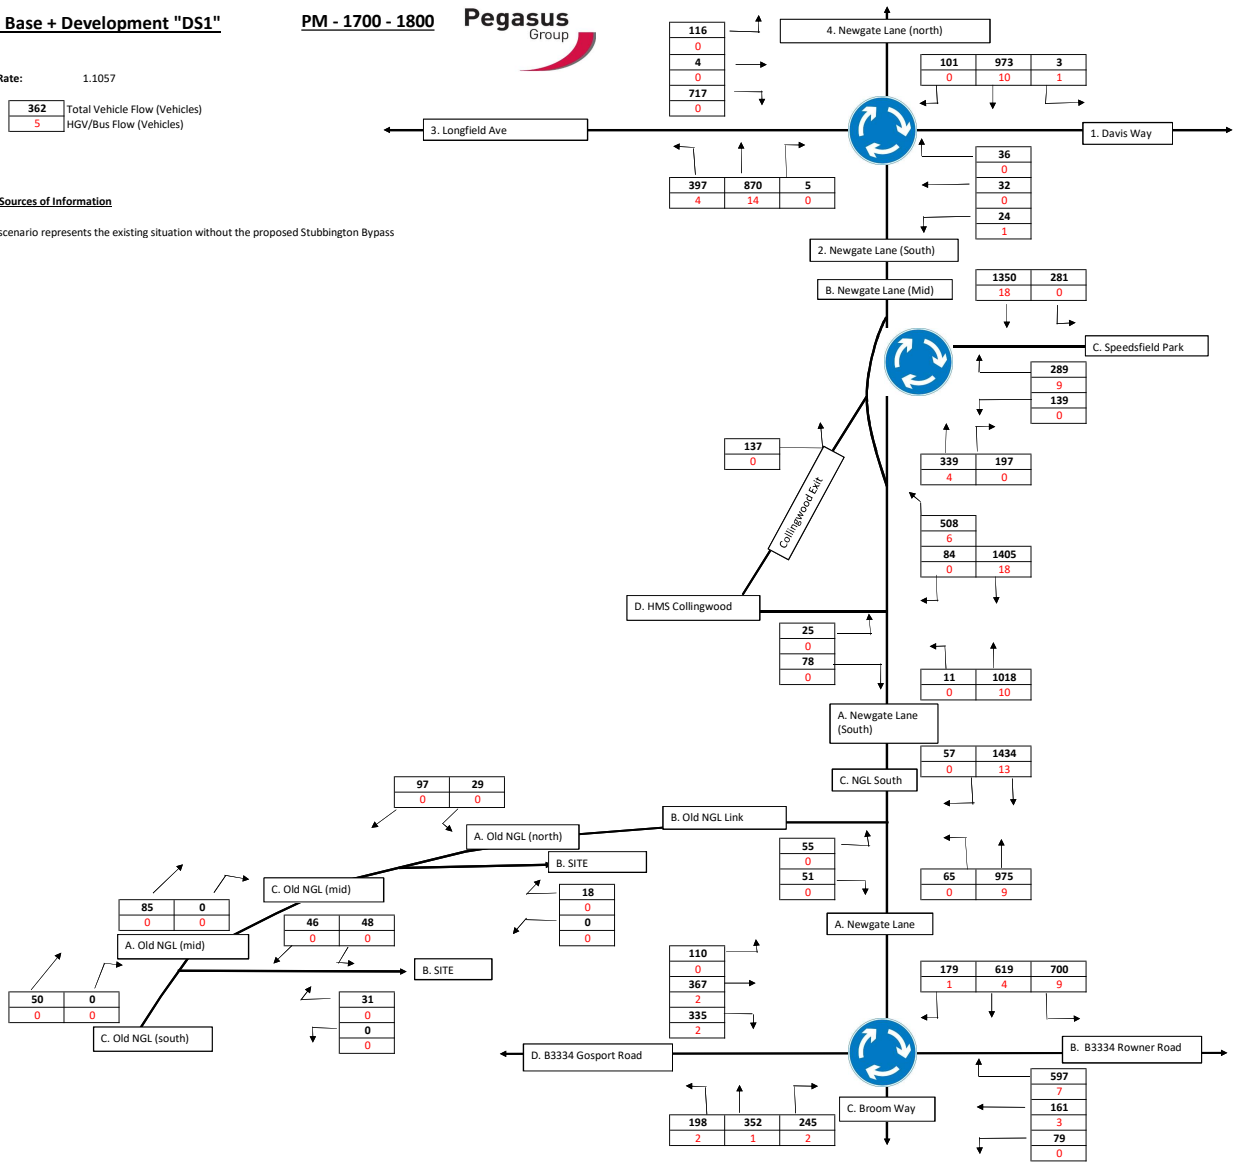 Base + Development "DS1"
PM - 1700 - 1800
Pegasus
Group
Rate: 1.1057
362 Total Vehicle Flow (Vehicles)
5 HGV/Bus Flow (Vehicles)
Sources of Information
scenario represents the existing situation without the proposed Stubbington Bypass
116
0
4
0
717
0
4. Newgate Lane (north)
101 973 3
0 10 1
3. Longfield Ave
1. Davis Way
397 870 5
4 14 0
36
0
32
0
24
1
2. Newgate Lane (South)
B. Newgate Lane (Mid)
1350 281
18 0
C. Speedsfield Park
289
9
139
0
137
0
339 197
4 0
Collingwood Exit
508
6
84 1405
0 18
D. HMS Collingwood
25
0
78
0
11 1018
0 10
A. Newgate Lane
(South)
57 1434
0 13
C. NGL South
97 29
0 0
B. Old NGL Link
A. Old NGL (north)
55
0
51
0
65 975
0 9
B. SITE
C. Old NGL (mid)
18
0
0
0
85 0
0 0
46 48
0 0
A. Newgate Lane
A. Old NGL (mid)
110
0
367
2
335
2
B. SITE
179 619 700
1 4 9
50 0
0 0
31
0
0
0
C. Old NGL (south)
D. B3334 Gosport Road
B. B3334 Rowner Road
597
7
161
3
79
0
C. Broom Way
198 352 245
2 1 2